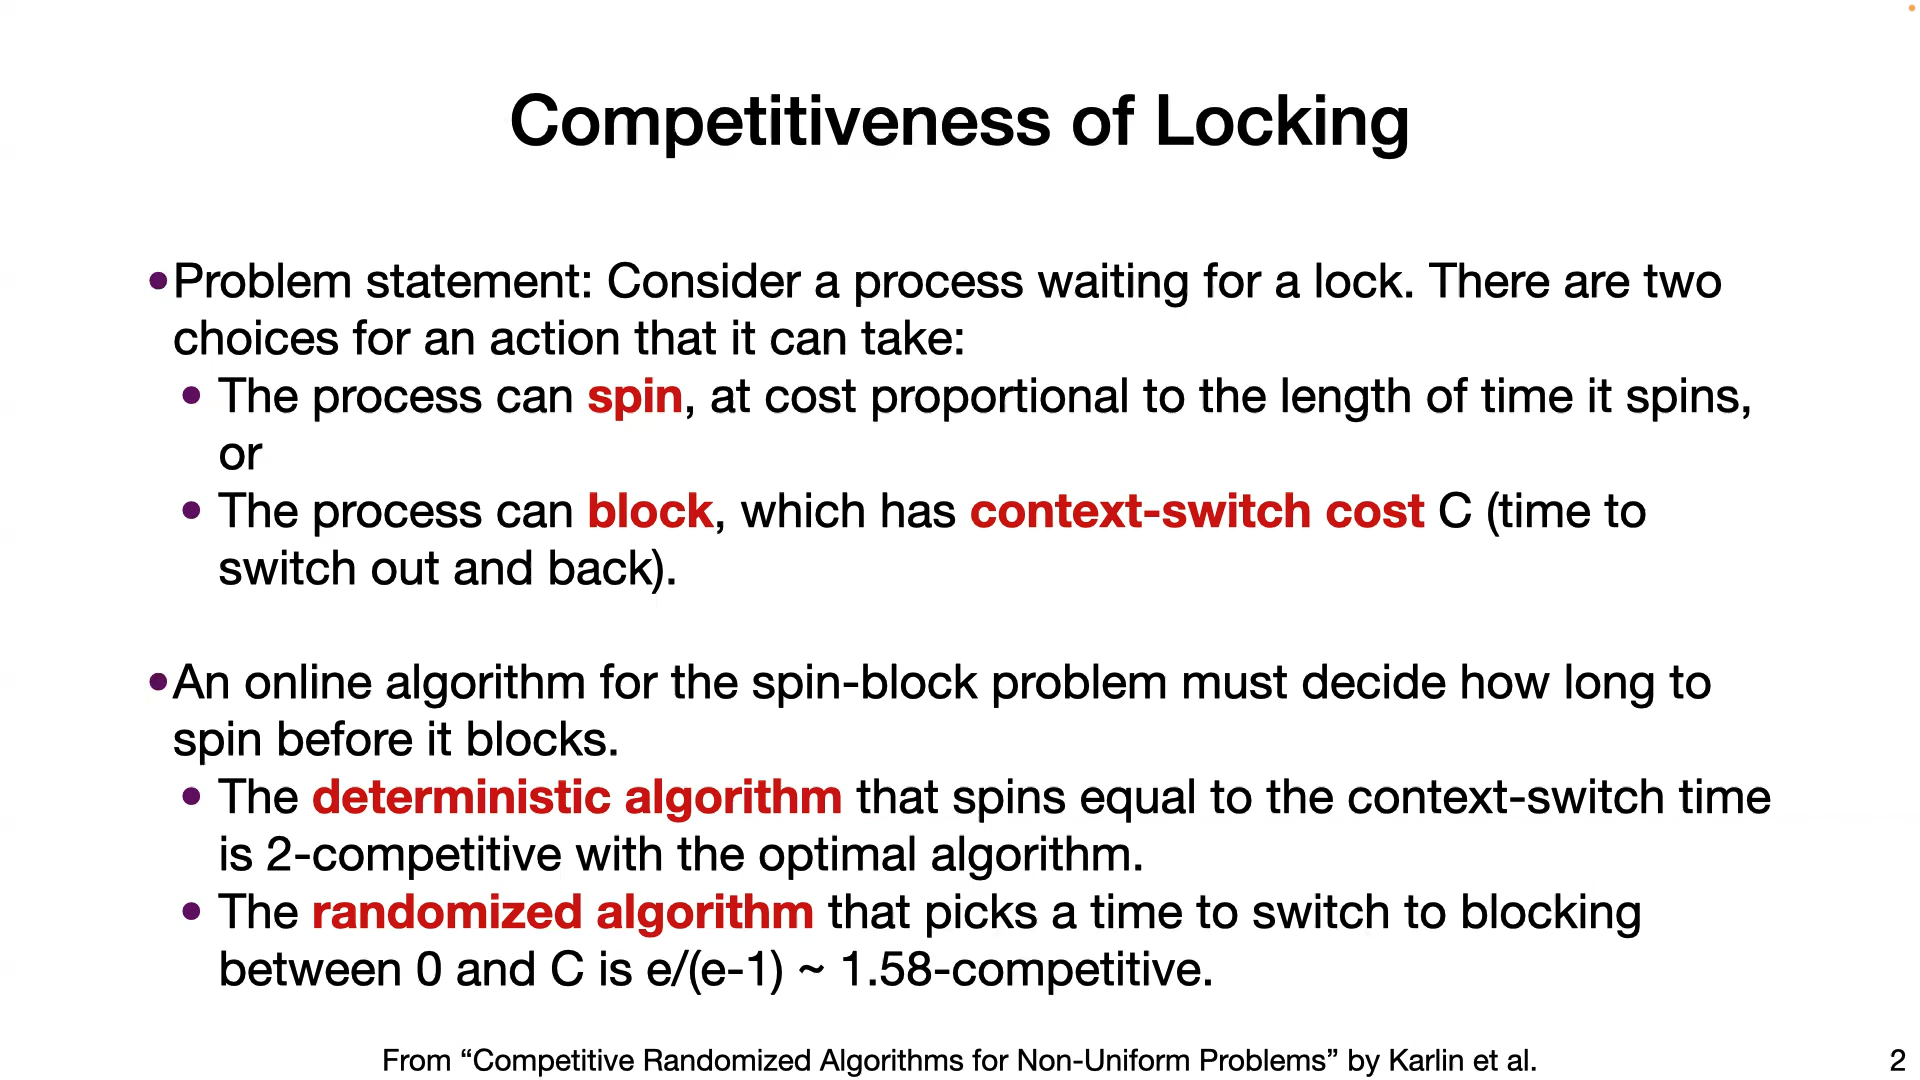 Competitiveness of Locking
•Problem statement: Consider a process waiting for a lock. There are two
choices for an action that it can take:
• The process can spin, at cost proportional to the length of time it spins,
or
• The process can block, which has context-switch cost C (time to
switch out and back).
•An online algorithm for the spin-block problem must decide how long to
spin before it blocks.
• The deterministic algorithm that spins equal to the context-switch time
is 2-competitive with the optimal algorithm.
• The randomized algorithm that picks a time to switch to blocking
between 0 and C is e/(e-1) ~ 1.58-competitive.
From “Competitive Randomized Algorithms for Non-Uniform Problems” by Karlin et al.
2